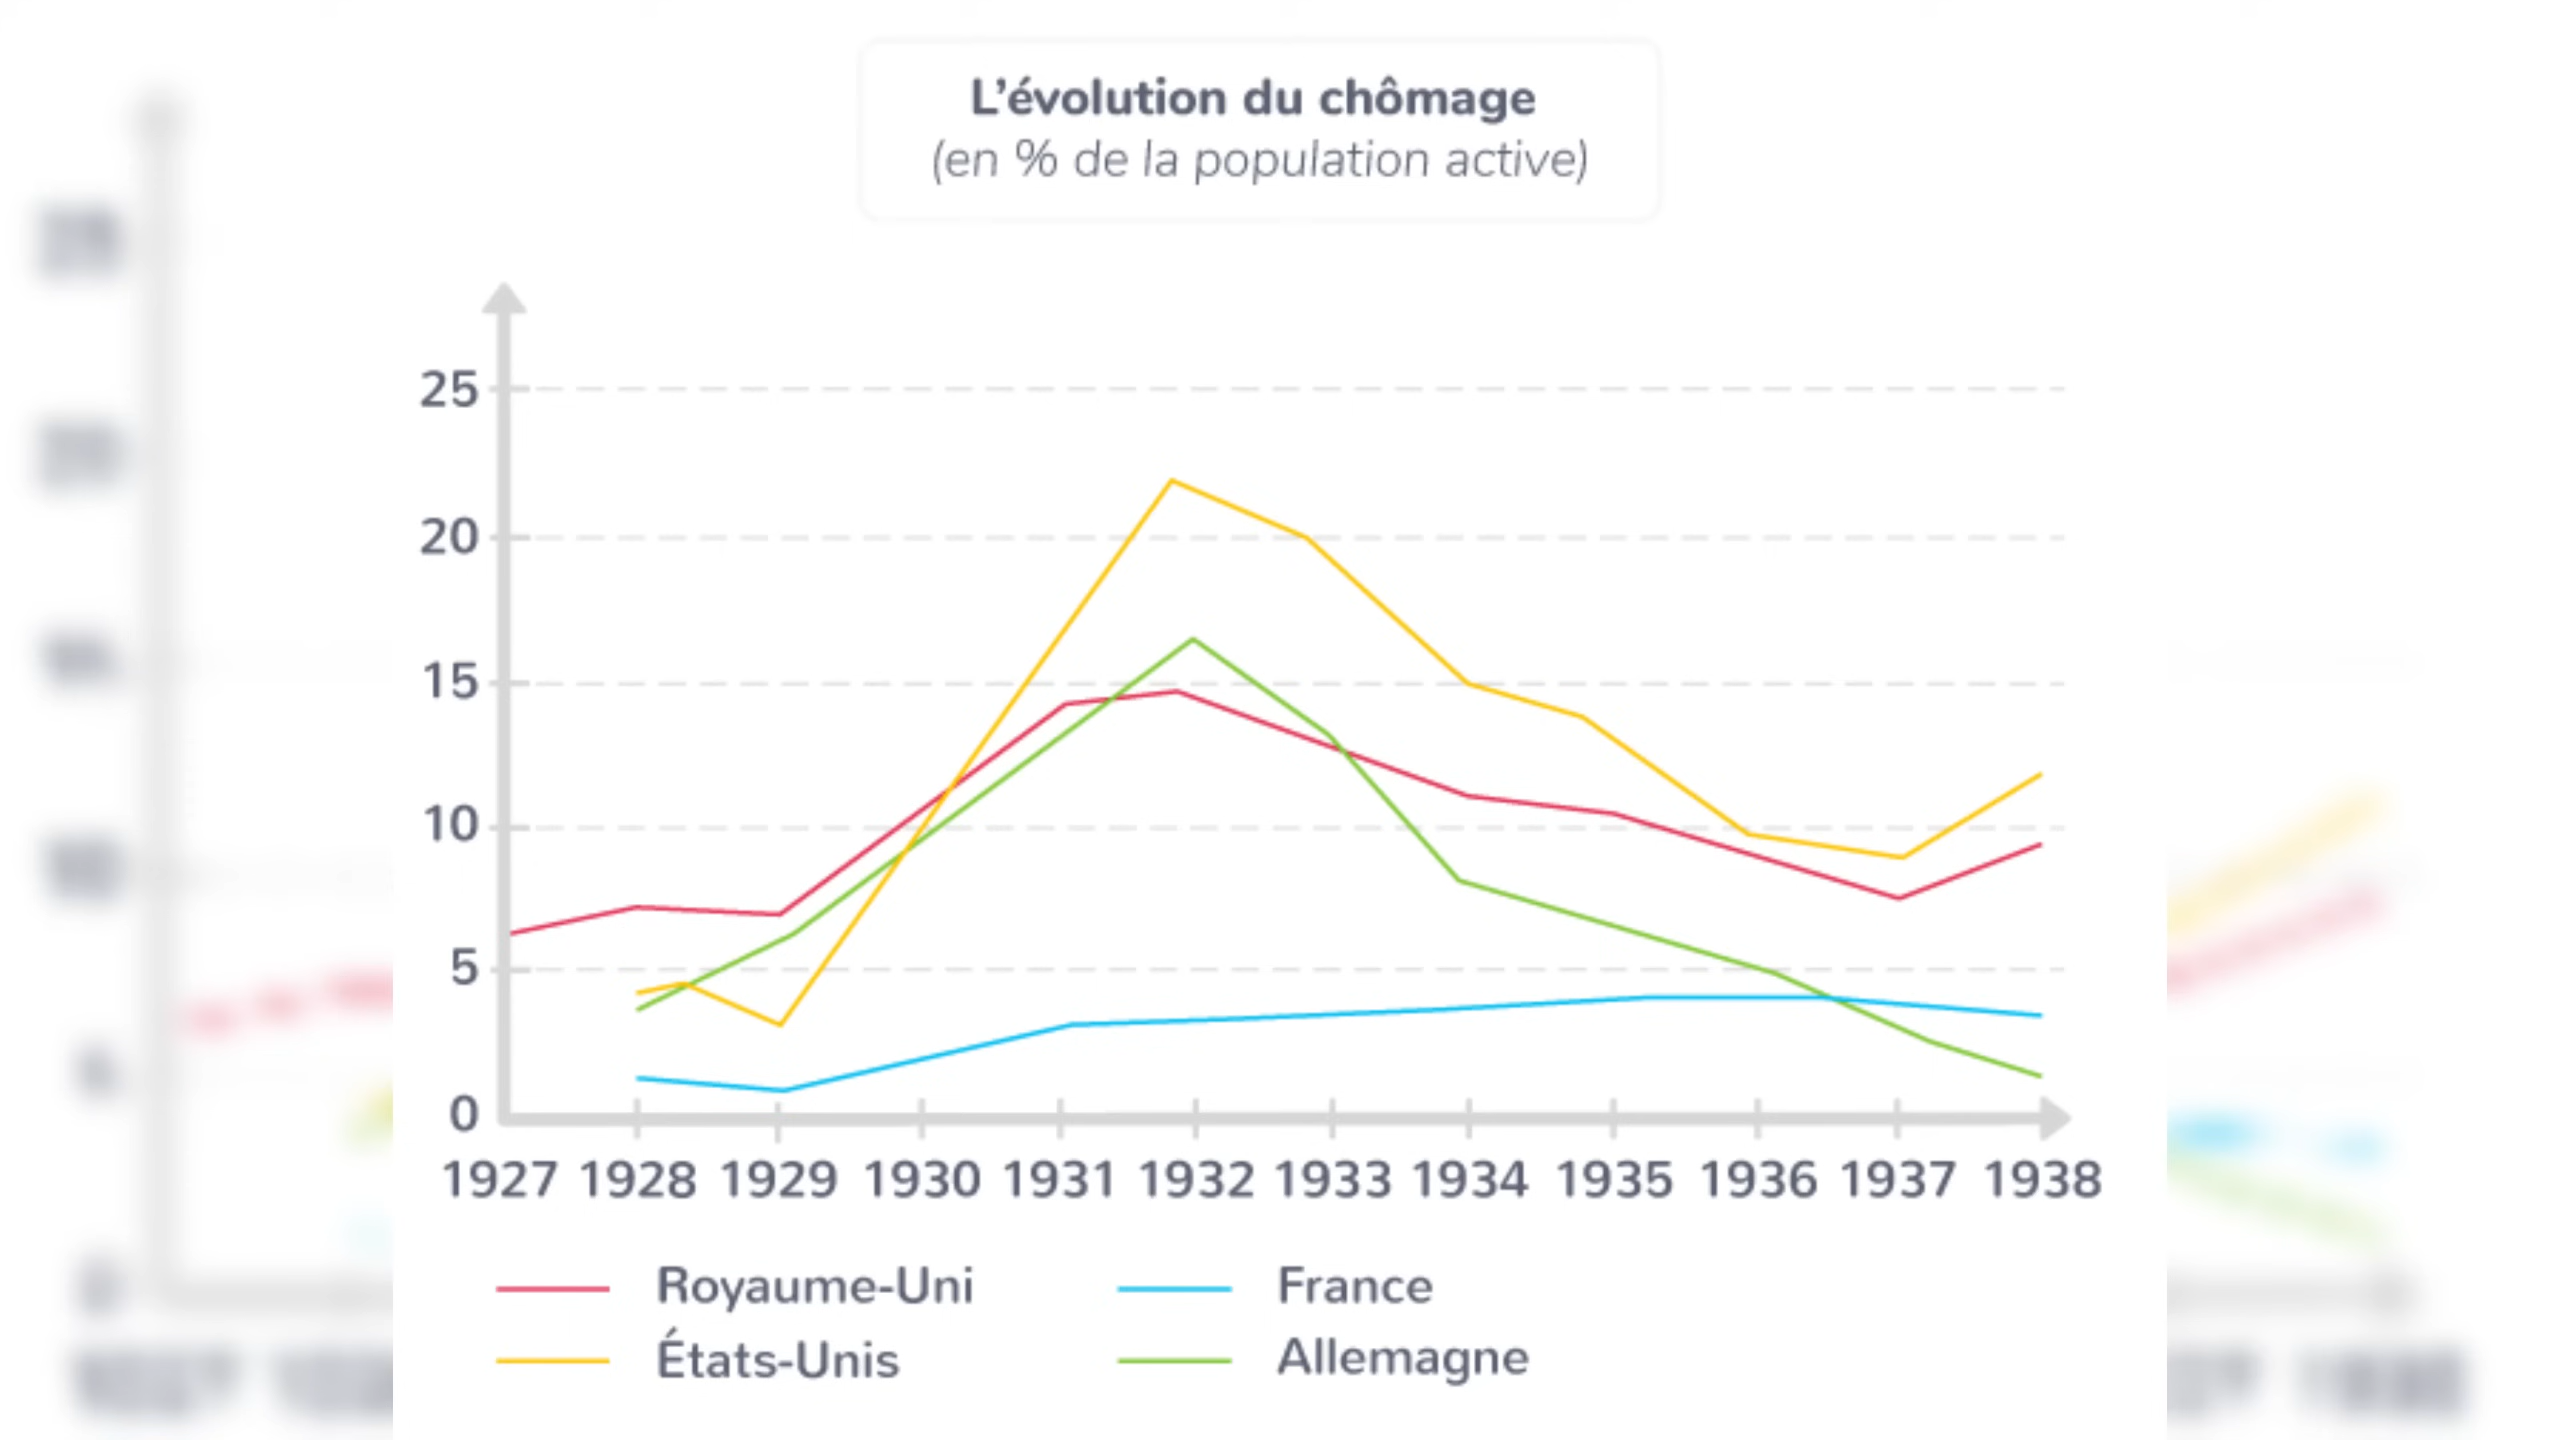 L’évolution du chômage
(en % de la population active)
25
20
15
10
5
0
1927 1928 1929 1930 1931 1932 1933 1934 1935 1936 1937 1938
Royaume-Uni France
États-Unis Allemagne